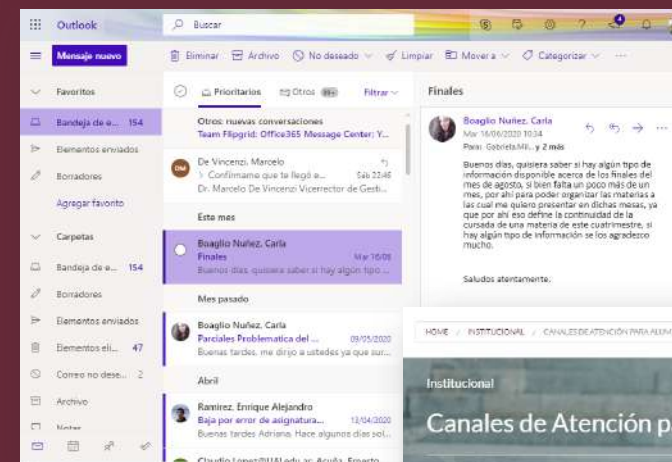 Outlook
Buscar
Mensaje nuevo
Eliminar
Archivo
No deseado
Limpiar
Mover a
Categorizar
Favoritos
Bandeja de e... 154
Elementos enviados
Borradores
Agregar favorito
Carpetas
Bandeja de e... 154
Borradores
Elementos enviados
Elementos eli... 47
Correo no dese... 2
Archivo
Notas
Prioritarios
Otros 99+
Filtrar
Otros: nuevas conversaciones
Team Flipgrid: Office365 Message Center: Y...
DM
De Vincenzi, Marcelo
Confirmame que te llegó e... Sáb 22:46
Dr. Marcelo De Vincenzi Vicerrector de Gesti...
Este mes
Boaglio Nuñez, Carla
Finales Mar 16/06
Buenos días, quisiera saber si hay algún tipo ...
Mes pasado
Boaglio Nuñez, Carla
Parciales Problematica del ... 09/05/2020
Buenas tardes, me dirijo a ustedes ya que sur...
Abril
Ramirez, Enrique Alejandro
Baja por error de asignatura... 13/04/2020
Buenas tardes Adriana. Hace algunos días sol...
Claudio.Lopez@UAI.edu.ar; Acuña, Ernesto
Finales
Boaglio Nuñez, Carla
Mar 16/06/2020 10:34
Para: Gabriela.Mil... y 2 más
Buenos días, quisiera saber si hay algún tipo de
información disponible acerca de los finales del
mes de agosto, si bien falta un poco más de un
mes, por ahí para poder organizar las materias a
las cual me quiero presentar en dichas mesas, ya
que por ahí eso define la continuidad de la
cursada de una materia de este cuatrimestre, si
hay algún tipo de información se los agradezco
mucho.
Saludos atentamente.
HOME / INSTITUCIONAL / CANALES DE ATENCIÓN PARA ALUM
Institucional
Canales de Atención pa